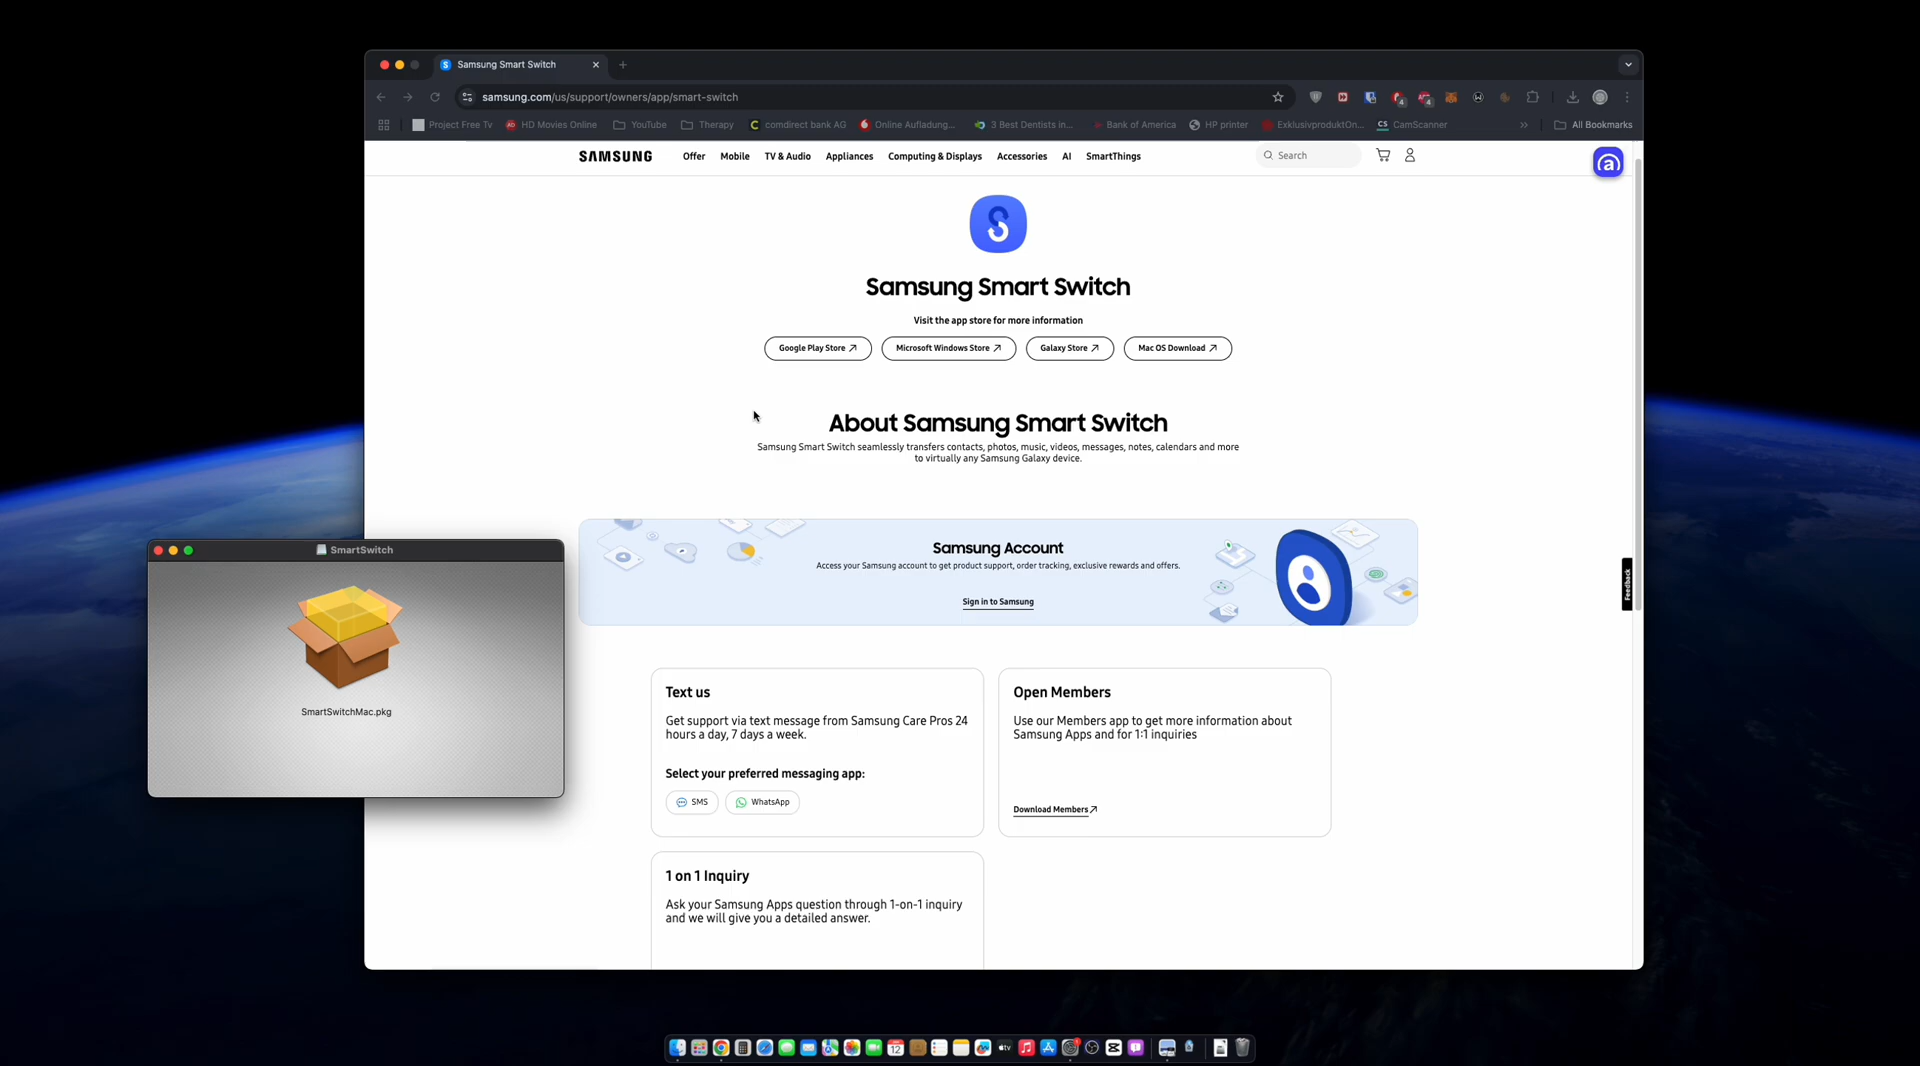 Samsung Smart Switch
samsung.com/us/support/owners/app/smart-switch
Project Free Tv
HD Movies Online
YouTube
Therapy
comdirect bank AG
Online Aufladung...
3 Best Dentists in...
Bank of America
HP printer
ExklusivproduktOn...
CS
CamScanner
»
All Bookmarks
SAMSUNG
Offer
Mobile
TV & Audio
Appliances
Computing & Displays
Accessories
AI
SmartThings
Search
Samsung Smart Switch
Visit the app store for more information
Google Play Store
Microsoft Windows Store
Galaxy Store
Mac OS Download
About Samsung Smart Switch
Samsung Smart Switch seamlessly transfers contacts, photos, music, videos, messages, notes, calendars and more
to virtually any Samsung Galaxy device.
SmartSwitch
SmartSwitchMac.pkg
Samsung Account
Access your Samsung account to get product support, order tracking, exclusive rewards and offers.
Sign in to Samsung
Feedback
Text us
Get support via text message from Samsung Care Pros 24
hours a day, 7 days a week.
Select your preferred messaging app:
SMS
WhatsApp
Open Members
Use our Members app to get more information about
Samsung Apps and for 1:1 inquiries
Download Members
1 on 1 Inquiry
Ask your Samsung Apps question through 1-on-1 inquiry
and we will give you a detailed answer.
12
tv